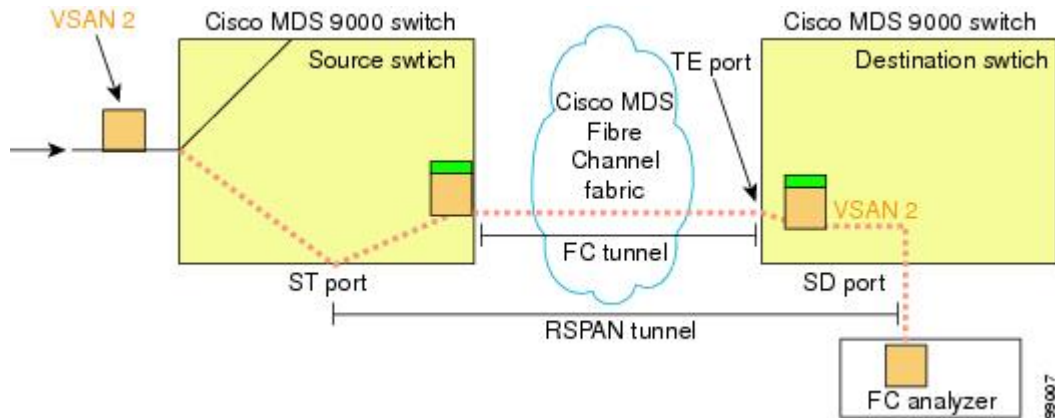 VSAN 2
Cisco MDS 9000 switch
Source swtich
Cisco MDS
Fibre
Channel
fabric
TE port
Cisco MDS 9000 switch
Destination swtich
VSAN 2
FC tunnel
ST port
SD port
RSPAN tunnel
FC analyzer